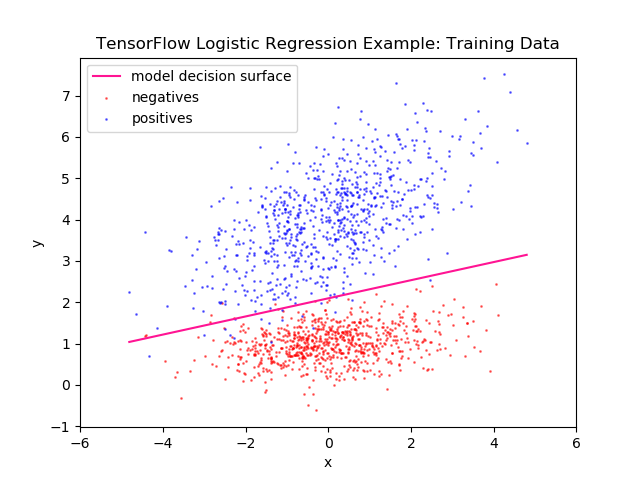 TensorFlow Logistic Regression Example: Training Data
model decision surface
negatives
positives
7
6
5
4
3
2
1
0
−1
y
−6
−4
−2
0
2
4
6
x